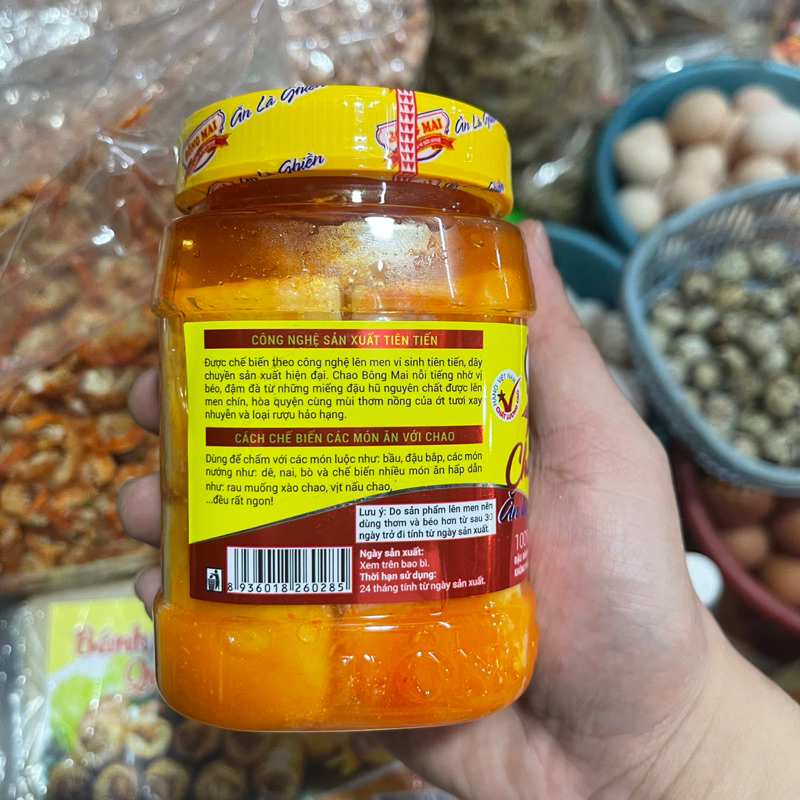 Ăn Là Ghiền
MAI
Ghiền
CÔNG NGHỆ SẢN XUẤT TIÊN TIẾN
Được chế biến theo công nghệ lên men vi sinh tiên tiến, dây
chuyền sản xuất hiện đại. Chao Bông Mai nổi tiếng nhờ vị
béo, đậm đà từ những miếng đậu hũ nguyên chất được lên
men chín, hòa quyện cùng mùi thơm nồng của ớt tươi xay
nhuyễn và loại rượu hảo hạng.
CÁCH CHẾ BIẾN CÁC MÓN ĂN VỚI CHAO
Dùng để chấm với các món luộc như: bầu, đậu bắp, các món
nướng như: dê, nai, bò và chế biến nhiều món ăn hấp dẫn
như: rau muống xào chao, vịt nấu chao,
...đều rất ngon!
Lưu ý: Do sản phẩm lên men nên
dùng thơm và béo hơn từ sau 30
ngày trở đi tính từ ngày sản xuất.
Ngày sản xuất:
Xem trên bao bì.
Thời hạn sử dụng:
24 tháng tính từ ngày sản xuất.
8 936018 260285
Bánh